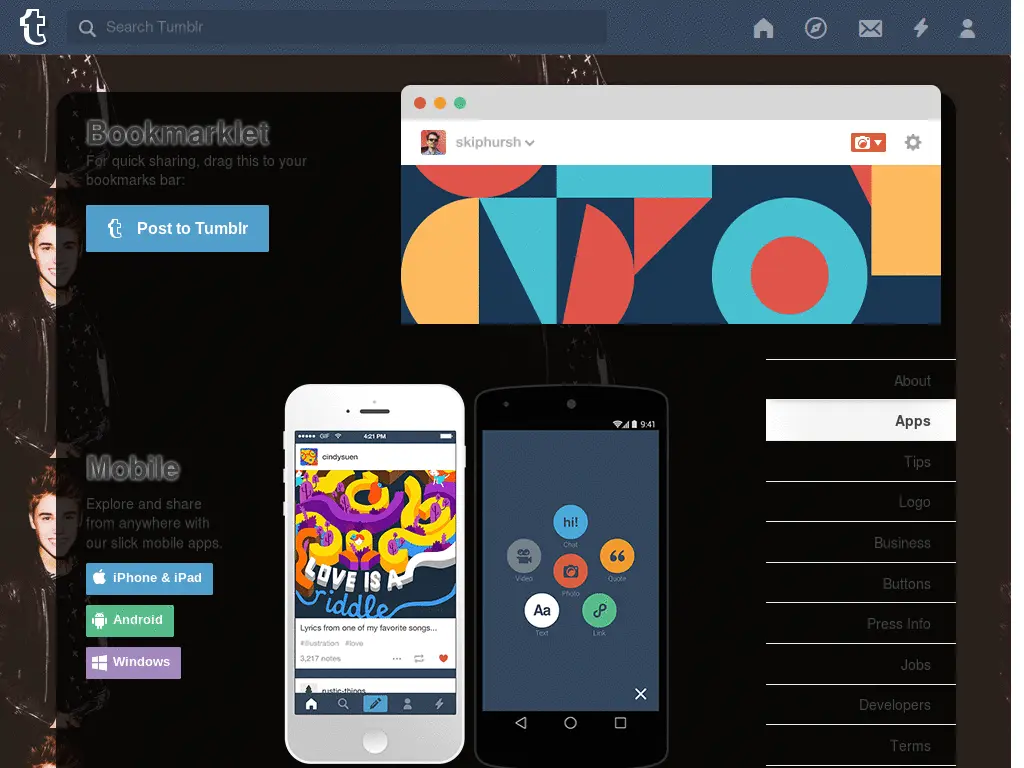 Search Tumblr
Bookmarklet
For quick sharing, drag this to your
bookmarks bar:
Post to Tumblr
skiphursh
Mobile
Explore and share
from anywhere with
our slick mobile apps.
iPhone & iPad
Android
Windows
GIF 4:21 PM
cindysuen
LOVE IS A
riddle
Lyrics from one of my favorite songs...
#illustration #love
3,217 notes
rustic-things
9:41
hi!
Chat
Video
Quote
Photo
Aa
Text
Link
About
Apps
Tips
Logo
Business
Buttons
Press Info
Jobs
Developers
Terms